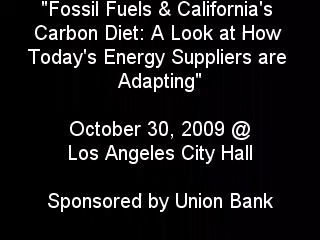 "Fossil Fuels & California's
Carbon Diet: A Look at How
Today's Energy Suppliers are
Adapting"
October 30, 2009 @
Los Angeles City Hall
Sponsored by Union Bank